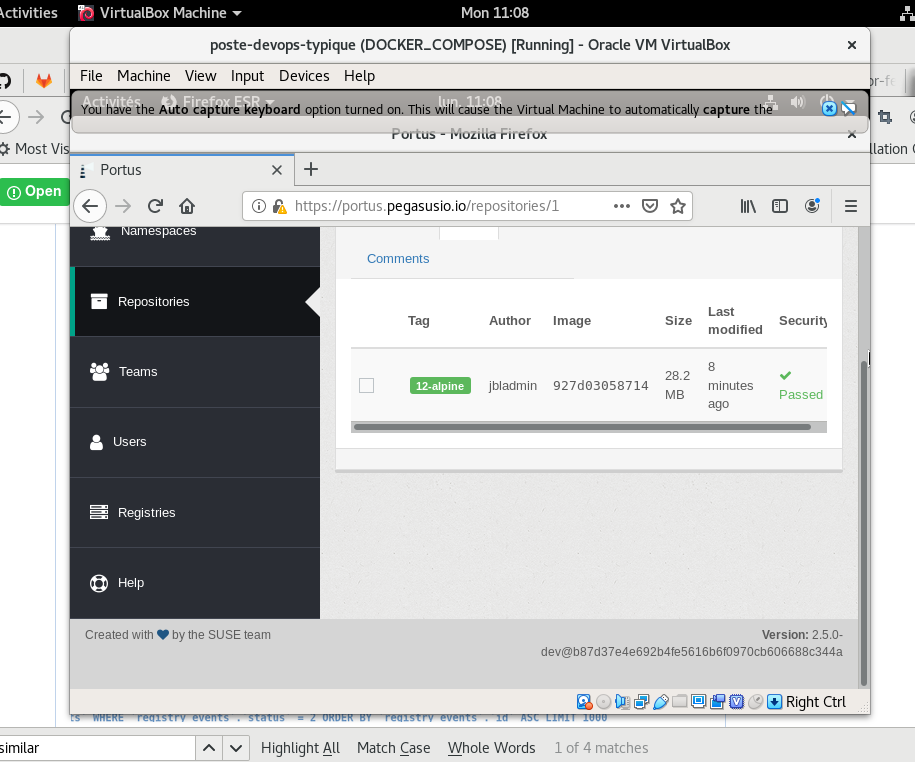 Activities VirtualBox Machine Mon 11:08
poste-devops-typique (DOCKER_COMPOSE) [Running] - Oracle VM VirtualBox
File Machine View Input Devices Help
Activités Firefox ESR lun. 11:08
You have the Auto capture keyboard option turned on. This will cause the Virtual Machine to automatically capture the
Portus - Mozilla Firefox
Most Vis
llation
Portus
Open
https://portus.pegasusio.io/repositories/1
Namespaces
Comments
Repositories
Tag Author Image Size Last modified Security
12-alpine jbladmin 927d03058714 28.2 MB 8 minutes ago Passed
Teams
Users
Registries
Help
Created with by the SUSE team
Version: 2.5.0-
dev@b87d37e4e692b4fe5616b6f0970cb606688c344a
Right Ctrl
WHERE registry_events . status = 2 ORDER BY registry_events . id ASC LIMIT 1000
similar Highlight All Match Case Whole Words 1 of 4 matches